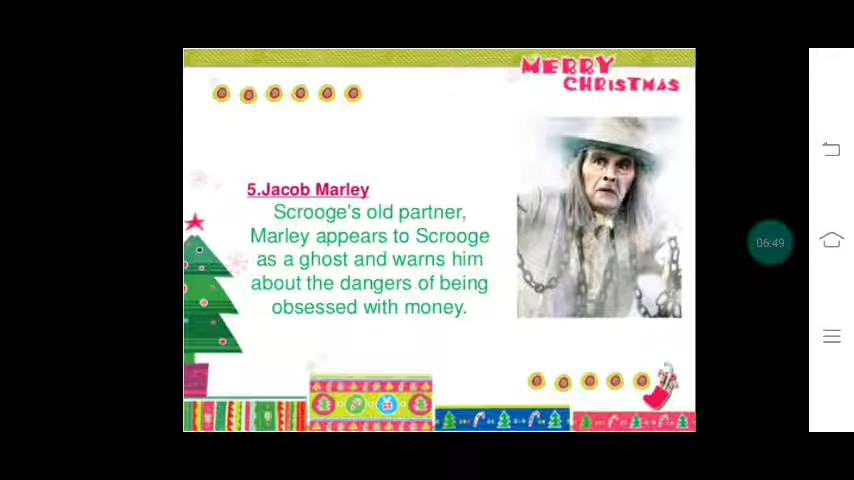 MERRY
CHRISTMAS
5.Jacob Marley
Scrooge's old partner,
Marley appears to Scrooge
as a ghost and warns him
about the dangers of being
obsessed with money.
06:49